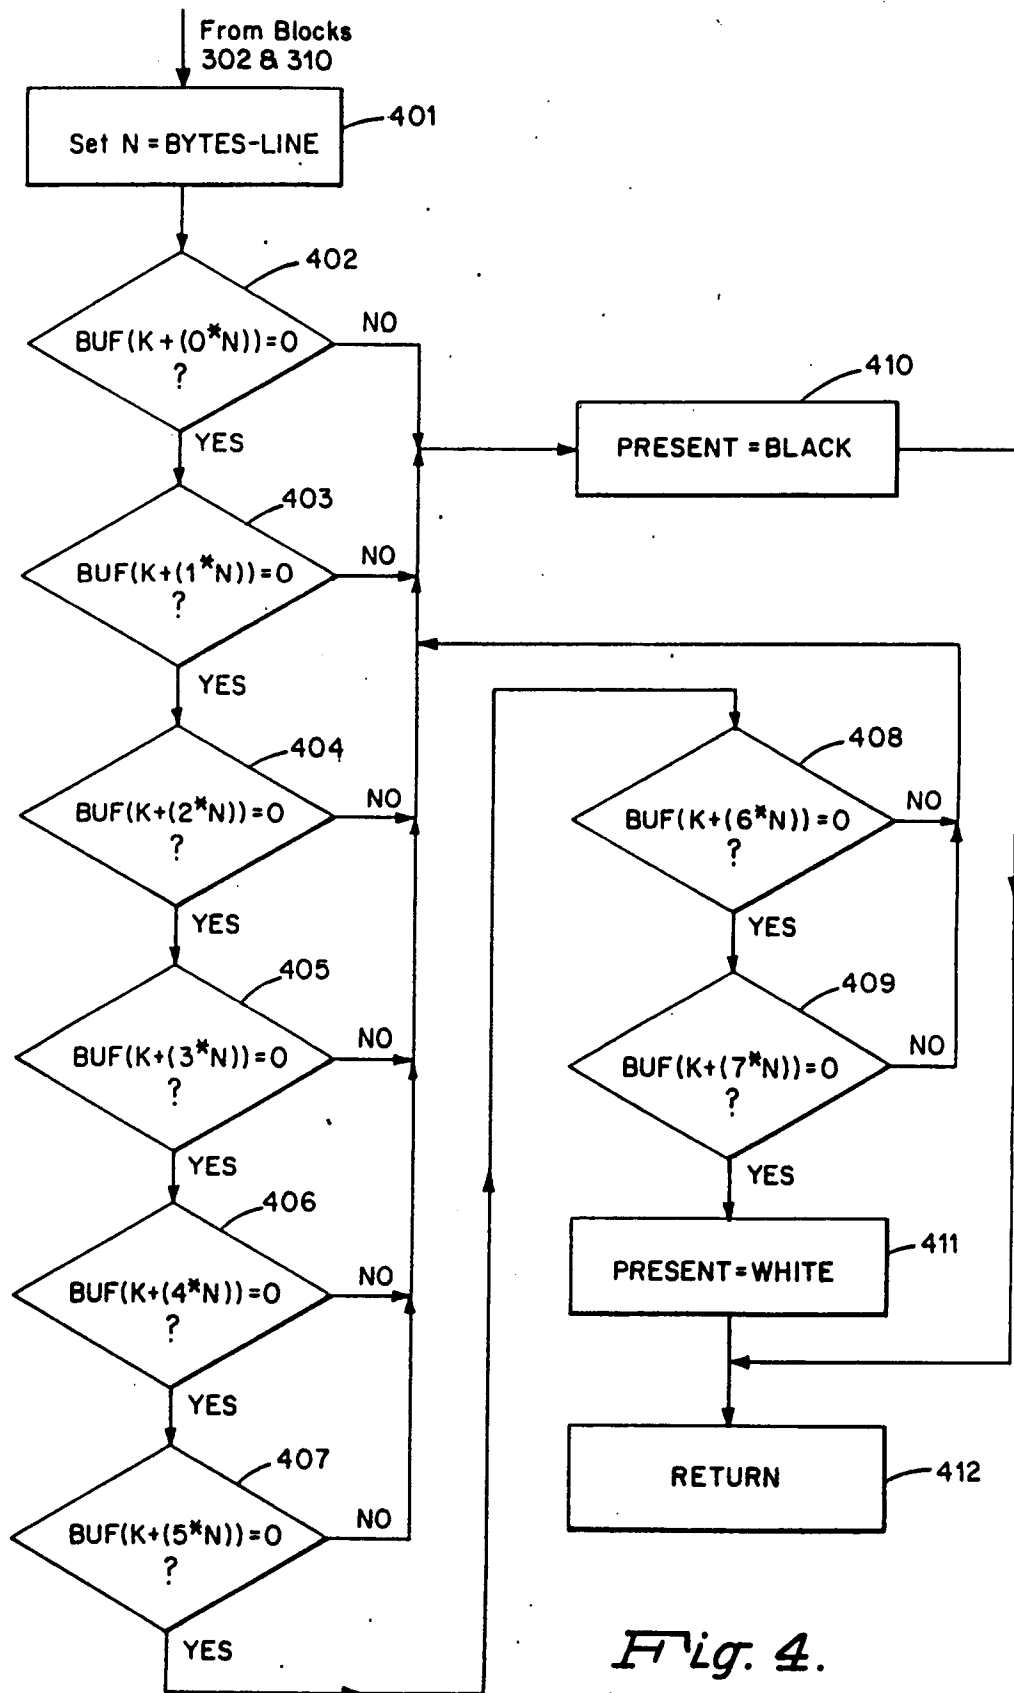 From Blocks
302 & 310
Set N = BYTES-LINE
401
402
BUF(K+(0*N))=0
?
NO
YES
403
BUF(K+(1*N))=0
?
NO
YES
404
BUF(K+(2*N))=0
?
NO
YES
405
BUF(K+(3*N))=0
?
NO
YES
406
BUF(K+(4*N))=0
?
NO
YES
407
BUF(K+(5*N))=0
?
NO
YES
410
PRESENT = BLACK
408
BUF(K+(6*N))=0
?
NO
YES
409
BUF(K+(7*N))=0
?
NO
YES
411
PRESENT=WHITE
RETURN
412
Fig. 4.